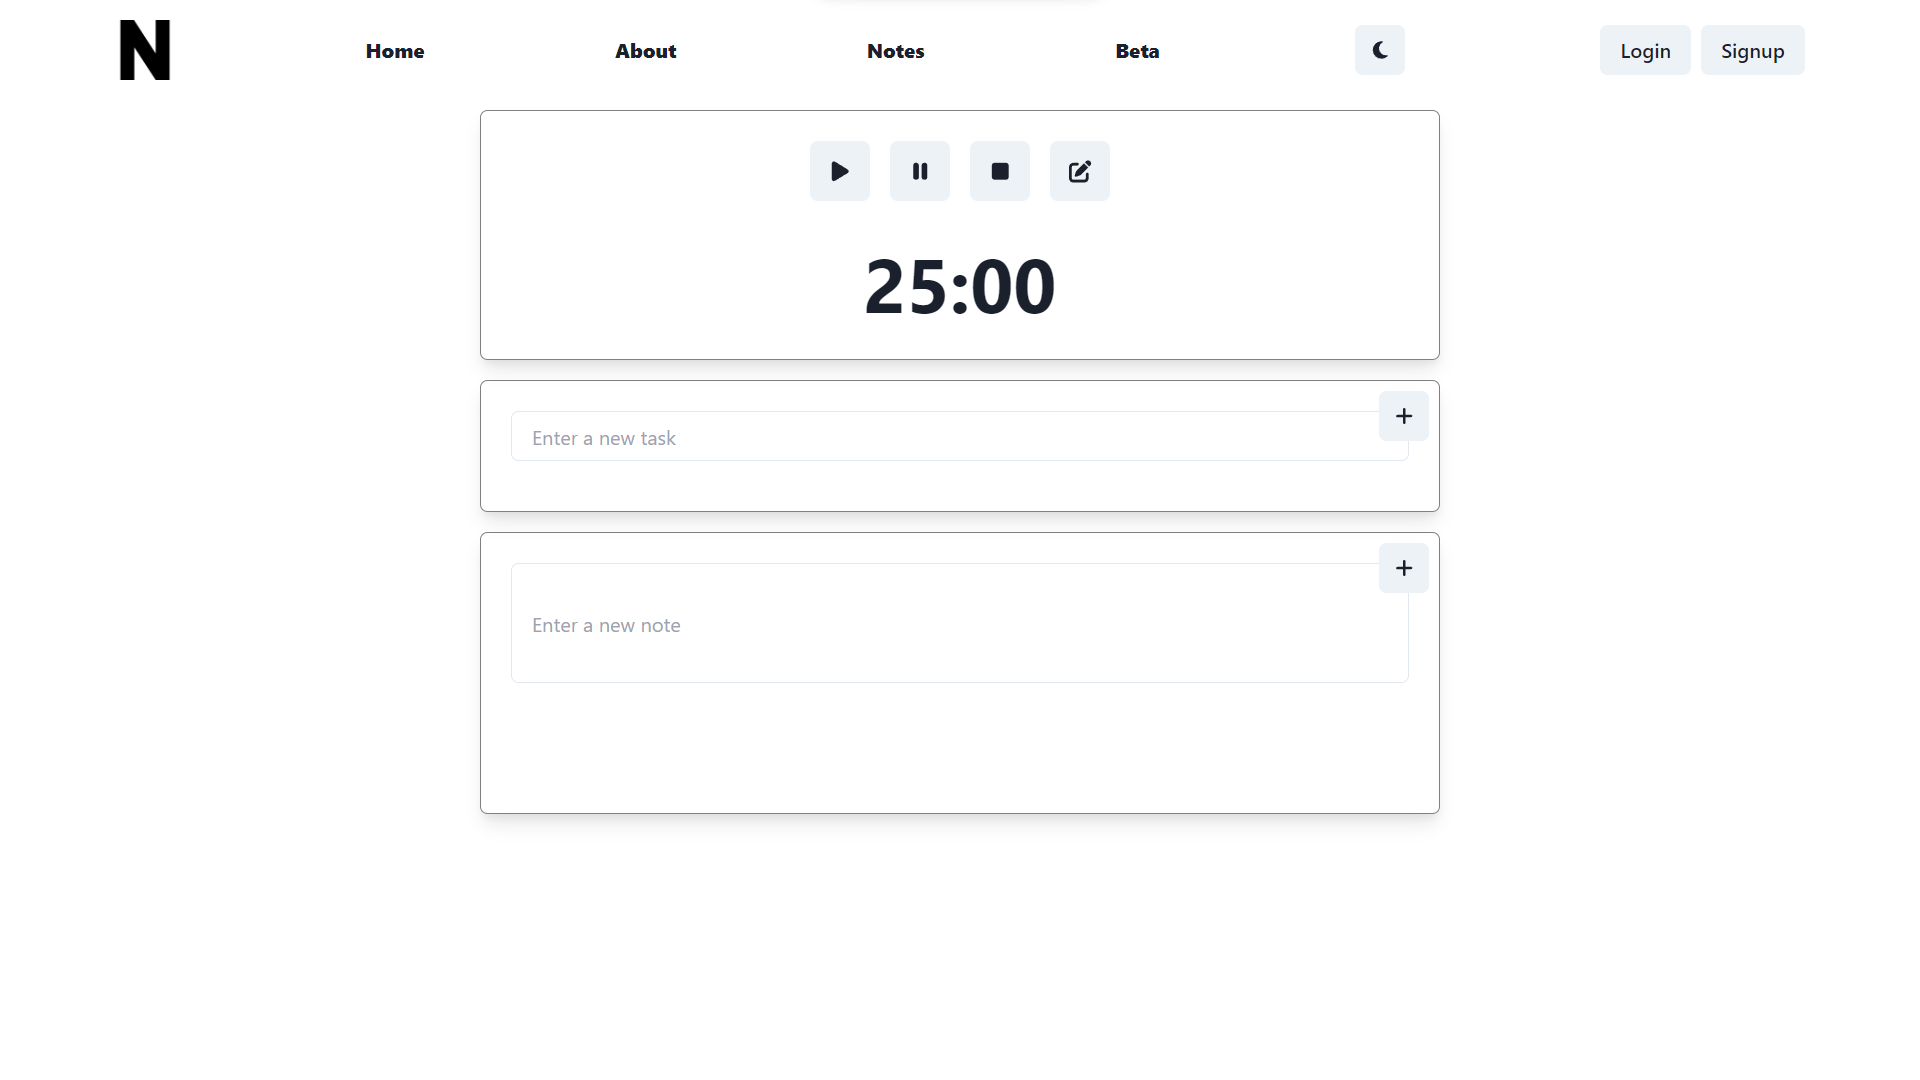 N
Home
About
Notes
Beta
Login
Signup
25:00
Enter a new task
Enter a new note